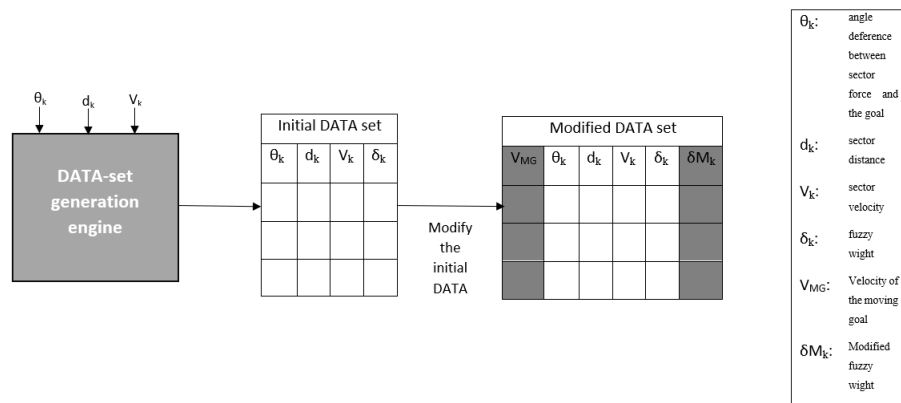 θk
dk
Vk
DATA-set
generation
engine
Initial DATA set
θk dk Vk δk
Modify
the
initial
DATA
Modified DATA set
VMG θk dk Vk δk δMk
θk: angle
deference
between
sector
force and
the goal
dk: sector
distance
Vk: sector
velocity
δk: fuzzy
wight
VMG: Velocity of
the moving
goal
δMk: Modified
fuzzy
wight